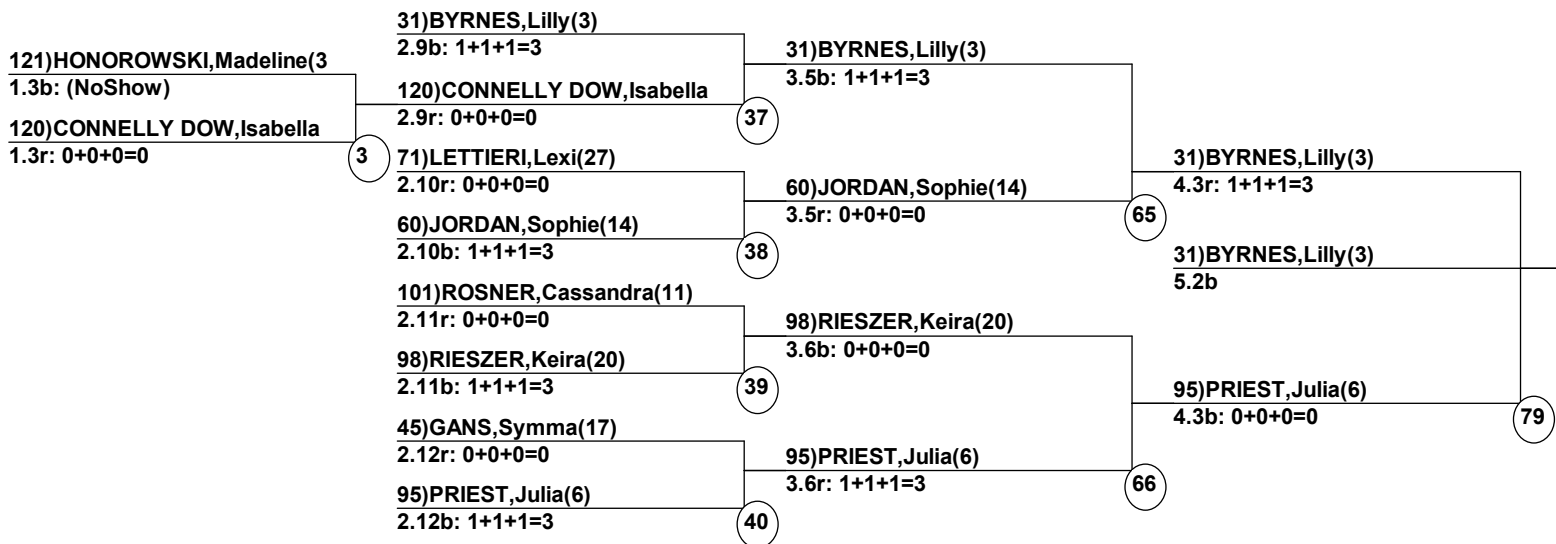 121)HONOROWSKI,Madeline(3
1.3b: (NoShow)
120)CONNELLY DOW,Isabella
1.3r: 0+0+0=0
3
31)BYRNES,Lilly(3)
2.9b: 1+1+1=3
120)CONNELLY DOW,Isabella
2.9r: 0+0+0=0
37
71)LETTIERI,Lexi(27)
2.10r: 0+0+0=0
60)JORDAN,Sophie(14)
2.10b: 1+1+1=3
38
101)ROSNER,Cassandra(11)
2.11r: 0+0+0=0
98)RIESZER,Keira(20)
2.11b: 1+1+1=3
39
45)GANS,Symma(17)
2.12r: 0+0+0=0
95)PRIEST,Julia(6)
2.12b: 1+1+1=3
40
31)BYRNES,Lilly(3)
3.5b: 1+1+1=3
60)JORDAN,Sophie(14)
3.5r: 0+0+0=0
65
98)RIESZER,Keira(20)
3.6b: 0+0+0=0
95)PRIEST,Julia(6)
3.6r: 1+1+1=3
66
31)BYRNES,Lilly(3)
4.3r: 1+1+1=3
31)BYRNES,Lilly(3)
5.2b
95)PRIEST,Julia(6)
4.3b: 0+0+0=0
79